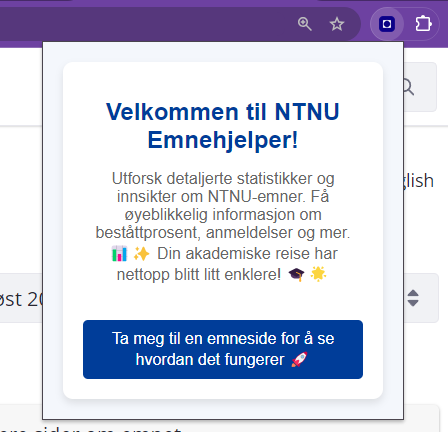 Velkommen til NTNU
Emnehjelper!
glish
Utforsk detaljerte statistikker og
innsikter om NTNU-emner. Få
øyeblikkelig informasjon om
beståttprosent, anmeldelser og mer.
📊 ✨ Din akademiske reise har
nettopp blitt litt enklere! 🎓 🌟
øst 20
Ta meg til en emneside for å se
hvordan det fungerer 🚀